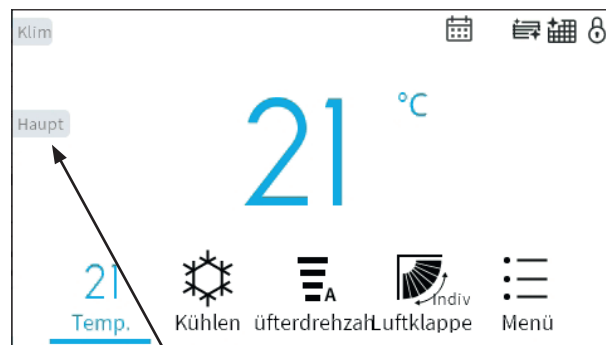 Klim
Haupt
21 °C
21
A
Indiv
Temp. Kühlen üfterdrehzah Luftklappe Menü